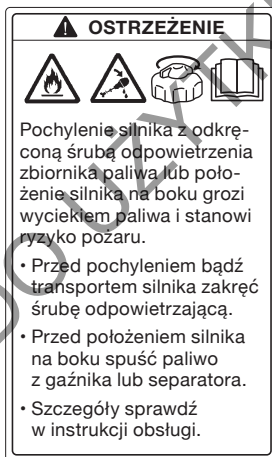 OSTRZEŻENIE
Pochylenie silnika z odkrę-
coną śrubą odpowietrzenia
zbiornika paliwa lub poło-
żenie silnika na boku grozi
wyciekiem paliwa i stanowi
ryzyko pożaru.
• Przed pochyleniem bądź
transportem silnika zakręć
śrubę odpowietrzającą.
• Przed położeniem silnika
na boku spuść paliwo
z gaźnika lub separatora.
• Szczegóły sprawdź
w instrukcji obsługi.
DO UŻYTK